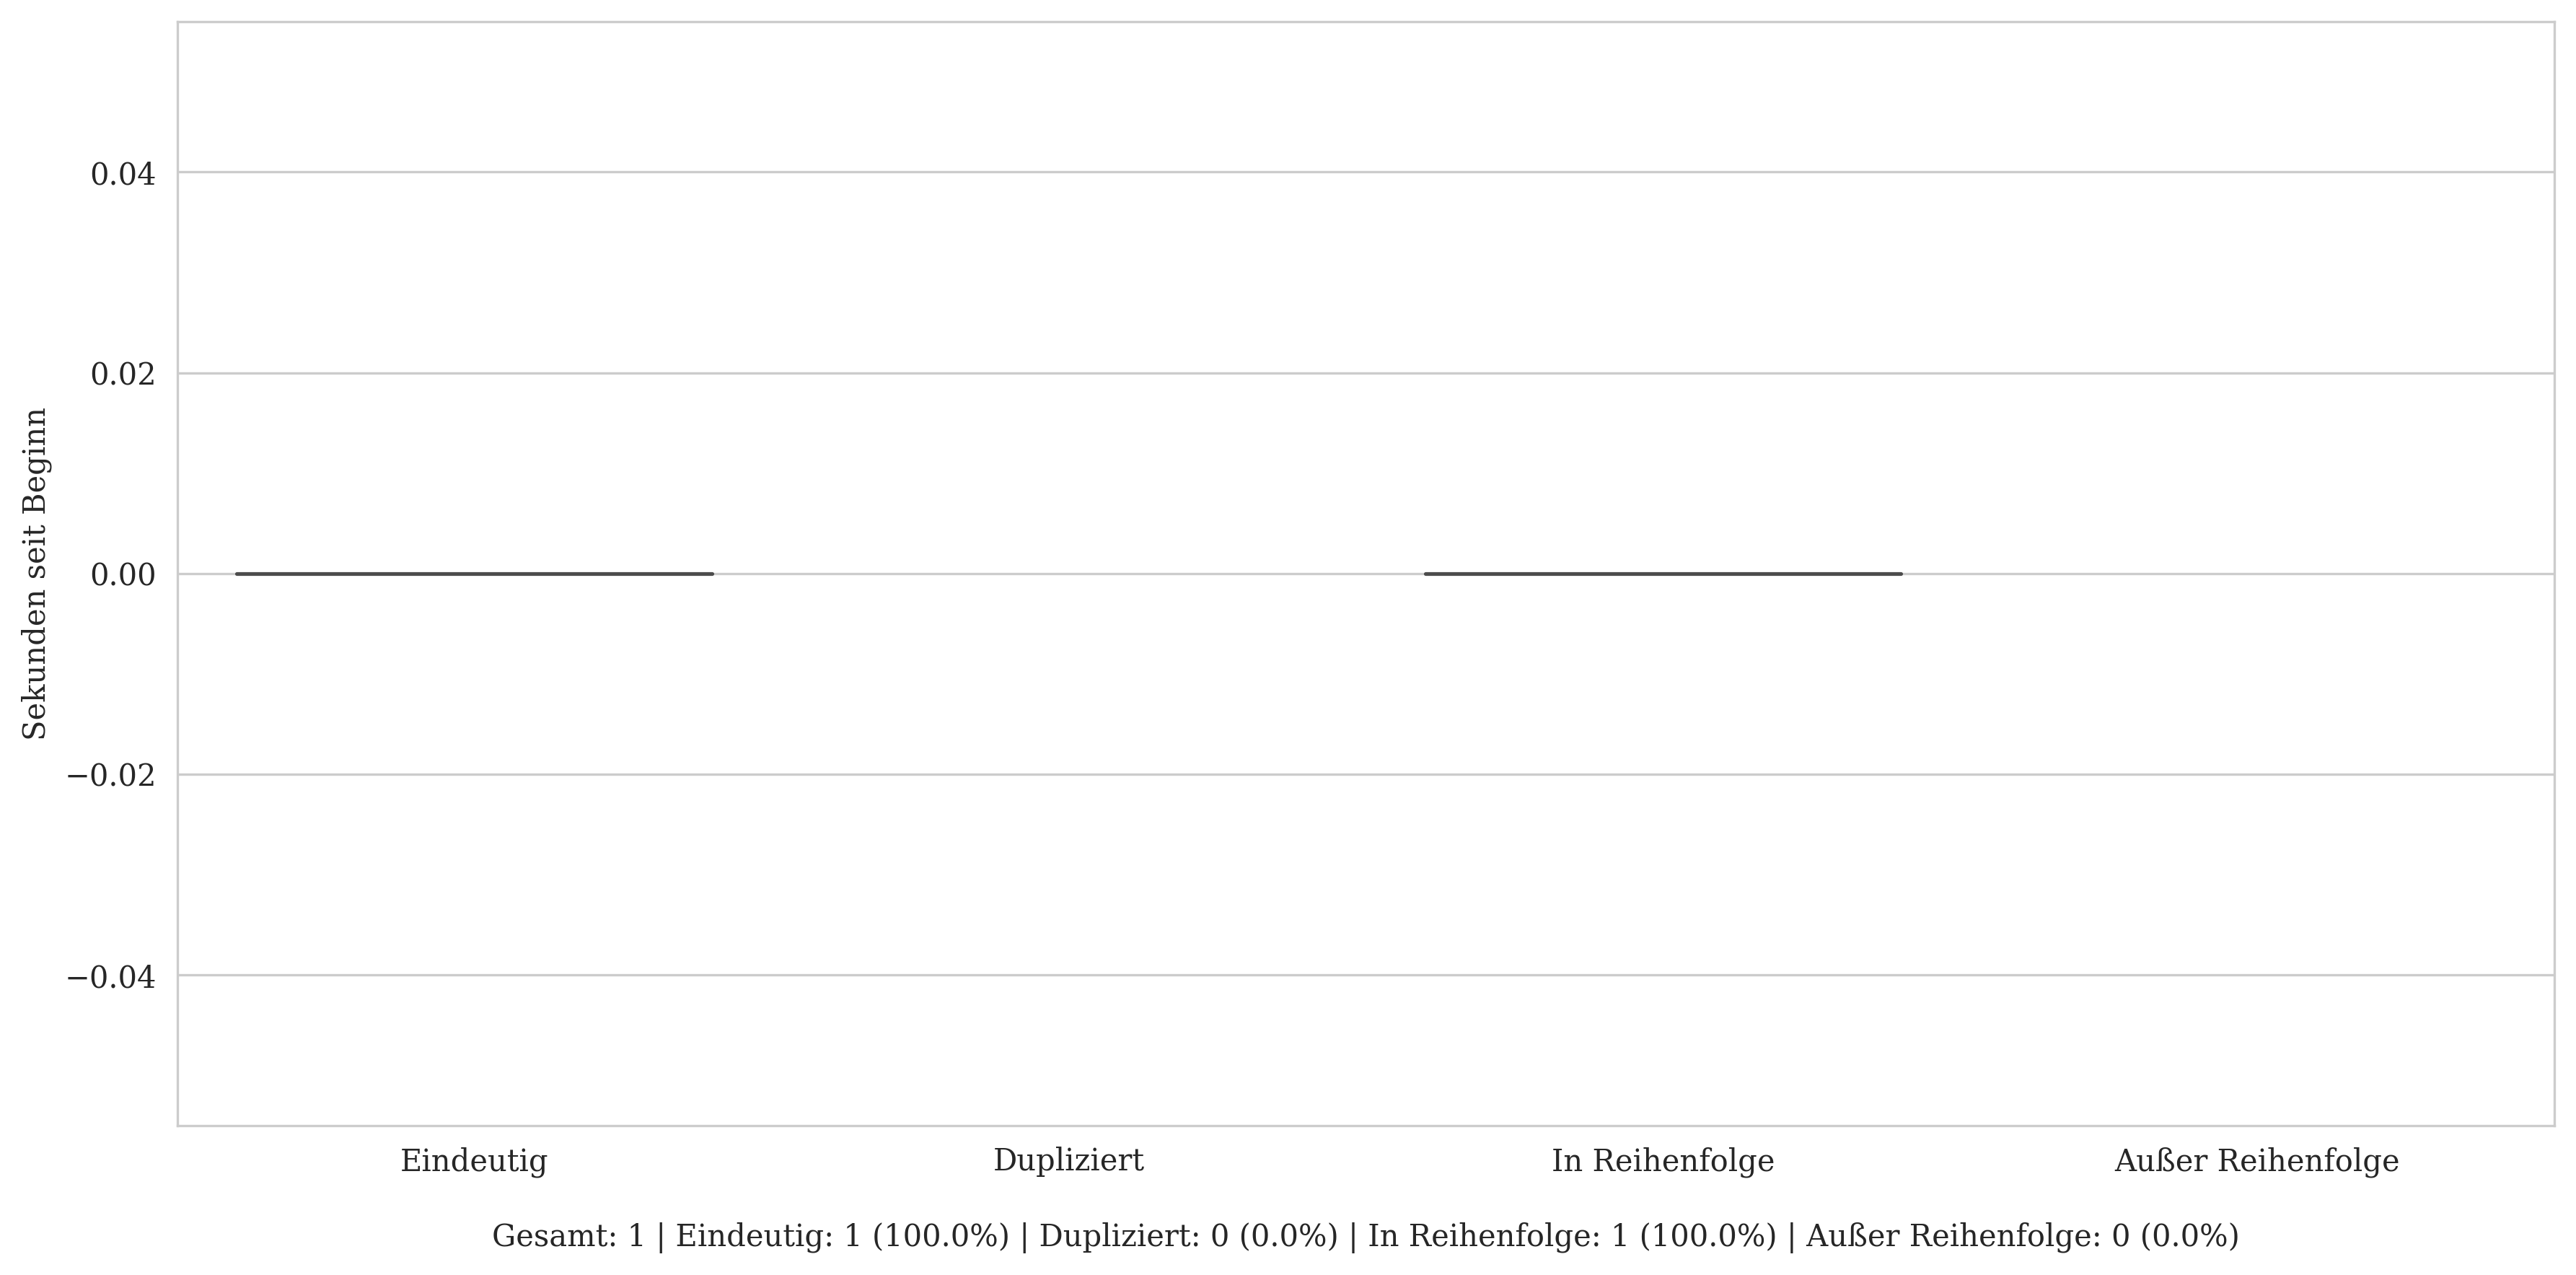 Sekunden seit Beginn
0.04
0.02
0.00
−0.02
−0.04
Eindeutig
Dupliziert
In Reihenfolge
Außer Reihenfolge
Gesamt: 1 | Eindeutig: 1 (100.0%) | Dupliziert: 0 (0.0%) | In Reihenfolge: 1 (100.0%) | Außer Reihenfolge: 0 (0.0%)